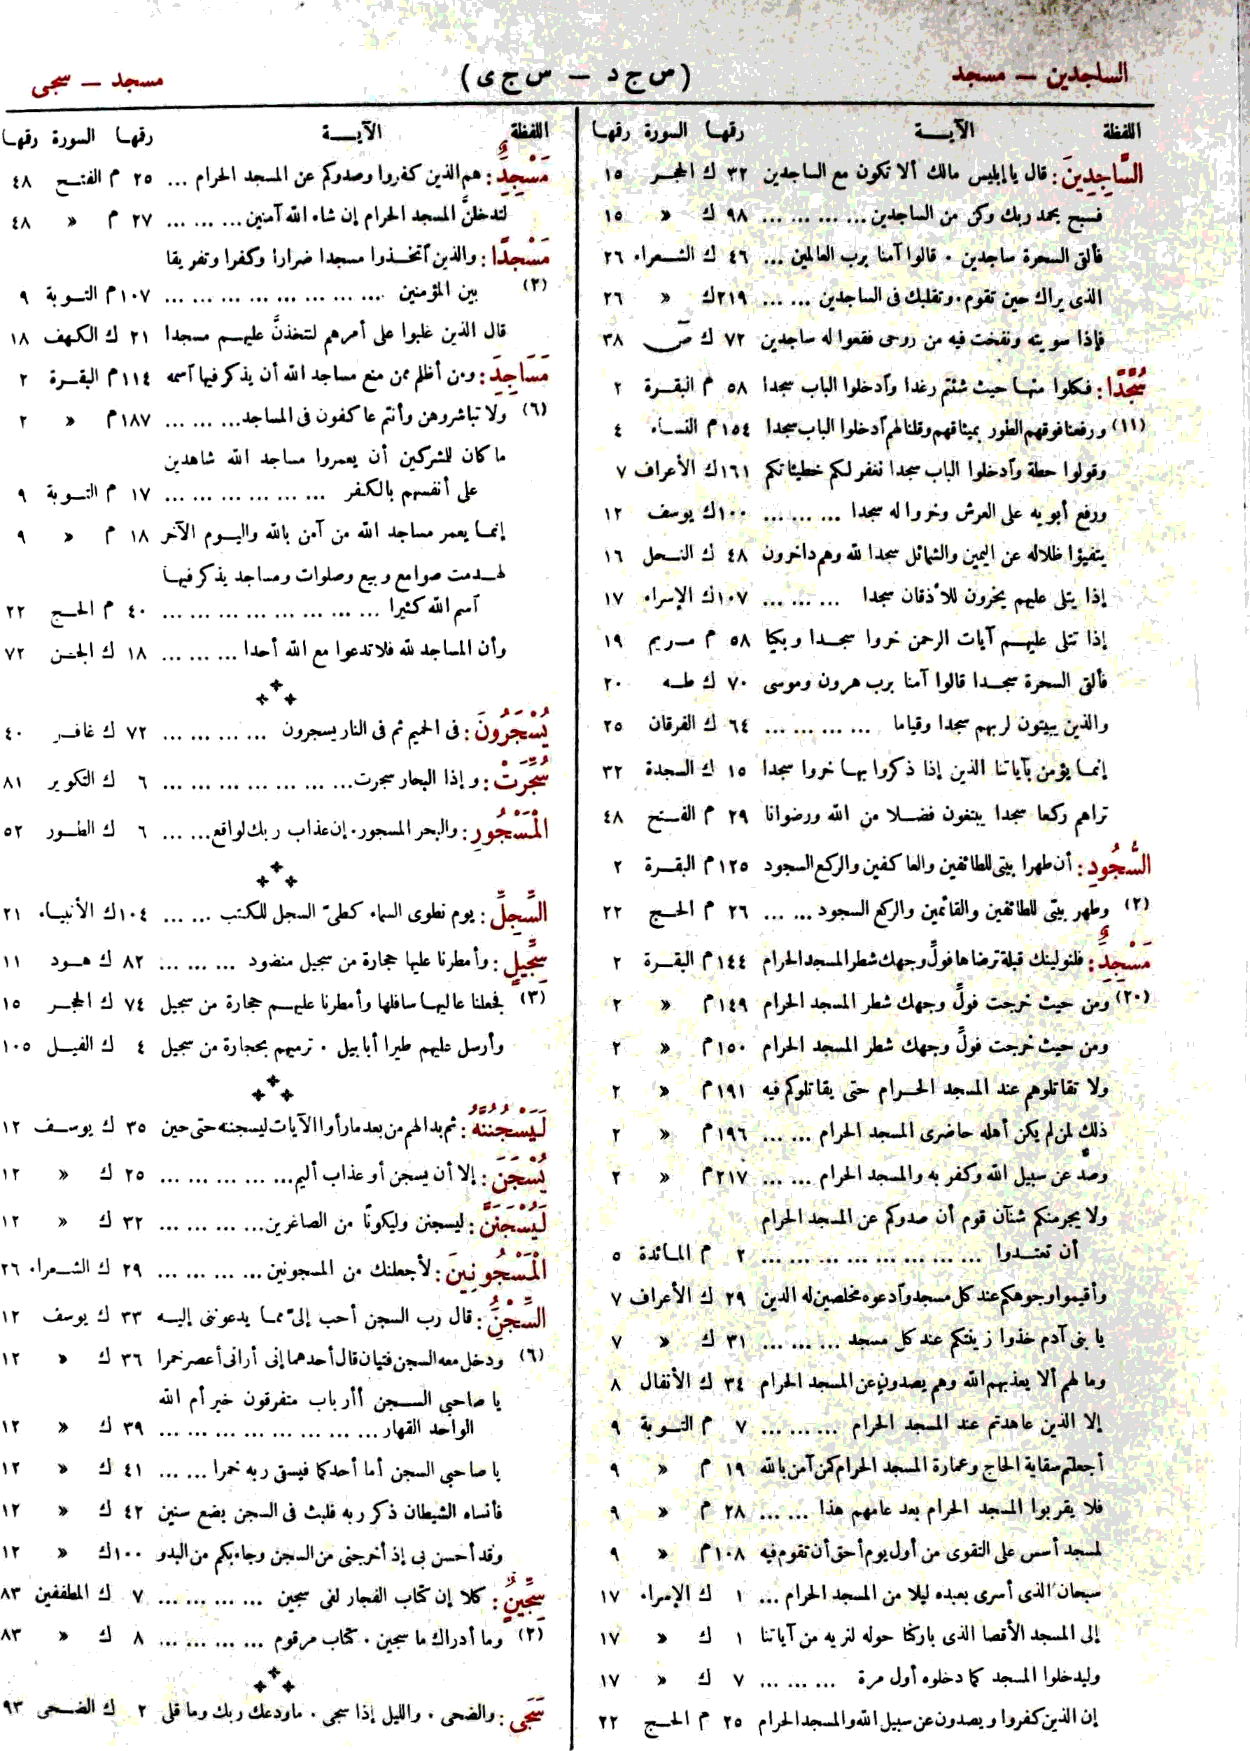 الساجدين – مسجد
(س ج د – س ج ى)
مسجد – سجى
اللفظة الآيــــة رقمها السورة رقمها
السَّاجِدِينَ: قال يا إبليس مالك ألا تكون مع الساجدين ٣٢ ك الحجر ١٥
فسبح بحمد ربك وكن من الساجدين ... ... ... ... ٩٨ ك » ١٥
فألقى السحرة ساجدين . قالوا آمنا برب العالمين ... ٤٦ ك الشعراء ٢٦
الذى يراك حين تقوم . وتقلبك فى الساجدين ... ... ٢١٩ك » ٢٦
فإذا سويته ونفخت فيه من روحى فقعوا له ساجدين ٧٢ ك صٓ ٣٨
سُجَّدًا: فكلوا منها حيث شئتم رغدا وٱدخلوا الباب سجدا ٥٨ م البقرة ٢
(١١) ورفعنا فوقهم الطور بميثاقهم وقلنا لهم ٱدخلوا الباب سجدا ١٥٤م النساء ٤
وقولوا حطة وٱدخلوا الباب سجدا نغفر لكم خطيئاتكم ١٦١ك الأعراف ٧
ورفع أبويه على العرش وخروا له سجدا ... ... ... ١٠٠ك يوسف ١٢
يتفيؤا ظلاله عن اليمين والشمائل سجدا لله وهم داخرون ٤٨ ك النحل ١٦
إذا يتلى عليهم يخرون للأذقان سجدا ... ... ... ١٠٧ك الإسراء ١٧
إذا تتلى عليهم آيات الرحمن خروا سجدا وبكيا ٥٨ م مريم ١٩
فألقى السحرة سجدا قالوا آمنا برب هرون وموسى ٧٠ ك طه ٢٠
والذين يبيتون لربهم سجدا وقياما ... ... ... ... ٦٤ ك الفرقان ٢٥
إنما يؤمن بآياتنا الذين إذا ذكروا بها خروا سجدا ١٥ ك السجدة ٣٢
تراهم ركعا سجدا يبتغون فضلا من الله ورضوانا ٢٩ م الفتح ٤٨
السُّجُودِ: أن طهرا بيتى للطائفين والعاكفين والركع السجود ١٢٥م البقرة ٢
(٢) وطهر بيتى للطائفين والقائمين والركع السجود ... ... ٢٦ م الحج ٢٢
مَسْجِدِ: فلنولينك قبلة ترضاها فولِّ وجهك شطر المسجد الحرام ١٤٤م البقرة ٢
(٢٠) ومن حيث خرجت فولِّ وجهك شطر المسجد الحرام ١٤٩م » ٢
ومن حيث خرجت فولِّ وجهك شطر المسجد الحرام ١٥٠م » ٢
ولا تقاتلوهم عند المسجد الحرام حتى يقاتلوكم فيه ١٩١م » ٢
ذلك لمن لم يكن أهله حاضرى المسجد الحرام ... ... ١٩٦م » ٢
وصدٌّ عن سبيل الله وكفر به والمسجد الحرام ... ... ٢١٧م » ٢
ولا يجرمنكم شنآن قوم أن صدوكم عن المسجد الحرام
أن تعتدوا ... ... ... ... ... ... ... ... ... ٢ م المائدة ٥
وأقيموا وجوهكم عند كل مسجد وٱدعوه مخلصين له الدين ٢٩ ك الأعراف ٧
يا بنى آدم خذوا زينتكم عند كل مسجد ... ... ... ٣١ ك » ٧
وما لهم ألا يعذبهم الله وهم يصدون عن المسجد الحرام ٣٤ ك الأنفال ٨
إلا الذين عاهدتم عند المسجد الحرام ... ... ... ٧ م التوبة ٩
أجعلتم سقاية الحاج وعمارة المسجد الحرام كمن آمن بالله ١٩ م » ٩
فلا يقربوا المسجد الحرام بعد عامهم هذا ... ... ٢٨ م » ٩
لمسجد أسس على التقوى من أول يوم أحق أن تقوم فيه ١٠٨م » ٩
سبحان الذى أسرى بعبده ليلا من المسجد الحرام ... ١ ك الإسراء ١٧
إلى المسجد الأقصا الذى باركنا حوله لنريه من آياتنا ١ ك » ١٧
وليدخلوا المسجد كما دخلوه أول مرة ... ... ... ٧ ك » ١٧
إن الذين كفروا ويصدون عن سبيل الله والمسجد الحرام ٢٥ م الحج ٢٢
اللفظة الآيــــة رقمها السورة رقمها
مَسْجِدِ: هم الذين كفروا وصدوكم عن المسجد الحرام ... ٢٥ م الفتح ٤٨
لتدخلنَّ المسجد الحرام إن شاء الله آمنين ... ... ... ٢٧ م » ٤٨
مَسْجِدًا: والذين ٱتخذوا مسجدا ضرارا وكفرا وتفريقا
(٢) بين المؤمنين ... ... ... ... ... ... ... ... ١٠٧م التوبة ٩
قال الذين غلبوا على أمرهم لنتخذنَّ عليهم مسجدا ٢١ ك الكهف ١٨
مَسَاجِدَ: ومن أظلم ممن منع مساجد الله أن يذكر فيها ٱسمه ١١٤م البقرة ٢
(٦) ولا تباشروهن وأنتم عاكفون فى المساجد ... ... ... ١٨٧م » ٢
ما كان للمشركين أن يعمروا مساجد الله شاهدين
على أنفسهم بالكفر ... ... ... ... ... ... ١٧ م التوبة ٩
إنما يعمر مساجد الله من آمن بالله واليوم الآخر ١٨ م » ٩
لهدمت صوامع وبيع وصلوات ومساجد يذكر فيها
ٱسم الله كثيرا ... ... ... ... ... ... ... ... ٤٠ م الحج ٢٢
وأن المساجد لله فلا تدعوا مع الله أحدا ... ... ... ١٨ ك الجن ٧٢
يُسْجَرُونَ: فى الحميم ثم فى النار يسجرون ... ... ... ... ٧٢ ك غافر ٤٠
سُجِّرَتْ: وإذا البحار سجرت ... ... ... ... ... ... ... ٦ ك التكوير ٨١
الْمَسْجُورِ: والبحر المسجور. إن عذاب ربك لواقع ... ... ٦ ك الطور ٥٢
السِّجِلِّ: يوم نطوى السماء كطىّ السجل للكتب ... ... ١٠٤ك الأنبياء ٢١
سِجِّيلٍ: وأمطرنا عليها حجارة من سجيل منضود ... ... ... ٨٢ ك هود ١١
(٣) فجعلنا عاليها سافلها وأمطرنا عليهم حجارة من سجيل ٧٤ ك الحجر ١٥
وأرسل عليهم طيرا أبابيل . ترميهم بحجارة من سجيل ٤ ك الفيل ١٠٥
لَيَسْجُنُنَّهُ: ثم بدا لهم من بعد ما رأوا الآيات ليسجننه حتى حين ٣٥ ك يوسف ١٢
يُسْجَنَ: إلا أن يسجن أو عذاب أليم ... ... ... ... ... ٢٥ ك » ١٢
لَيُسْجَنَنَّ: ليسجنن وليكونًا من الصاغرين ... ... ... ... ٣٢ ك » ١٢
الْمَسْجُونِينَ: لأجعلنك من المسجونين ... ... ... ... ٢٩ ك الشعراء ٢٦
السِّجْنُ: قال رب السجن أحب إلىّ مما يدعوننى إليه ٣٣ ك يوسف ١٢
(٦) ودخل معه السجن فتيان قال أحدهما إنى أرانى أعصر خمرا ٣٦ ك » ١٢
يا صاحبى السجن أأرباب متفرقون خير أم الله
الواحد القهار ... ... ... ... ... ... ... ... ٣٩ ك » ١٢
يا صاحبى السجن أما أحدكما فيسقى ربه خمرا ... ... ٤١ ك » ١٢
فأنساه الشيطان ذكر ربه فلبث فى السجن بضع سنين ٤٢ ك » ١٢
وقد أحسن بى إذ أخرجنى من السجن وجاء بكم من البدو ١٠٠ك » ١٢
سِجِّينٌ: كلا إن كتاب الفجار لفى سجين ... ... ... ... ٧ ك المطففين ٨٣
(٢) وما أدراك ما سجين . كتاب مرقوم ... ... ... ... ٨ ك » ٨٣
سَجَى: والضحى . والليل إذا سجى . ما ودعك ربك وما قلى ٢ ك الضحى ٩٣